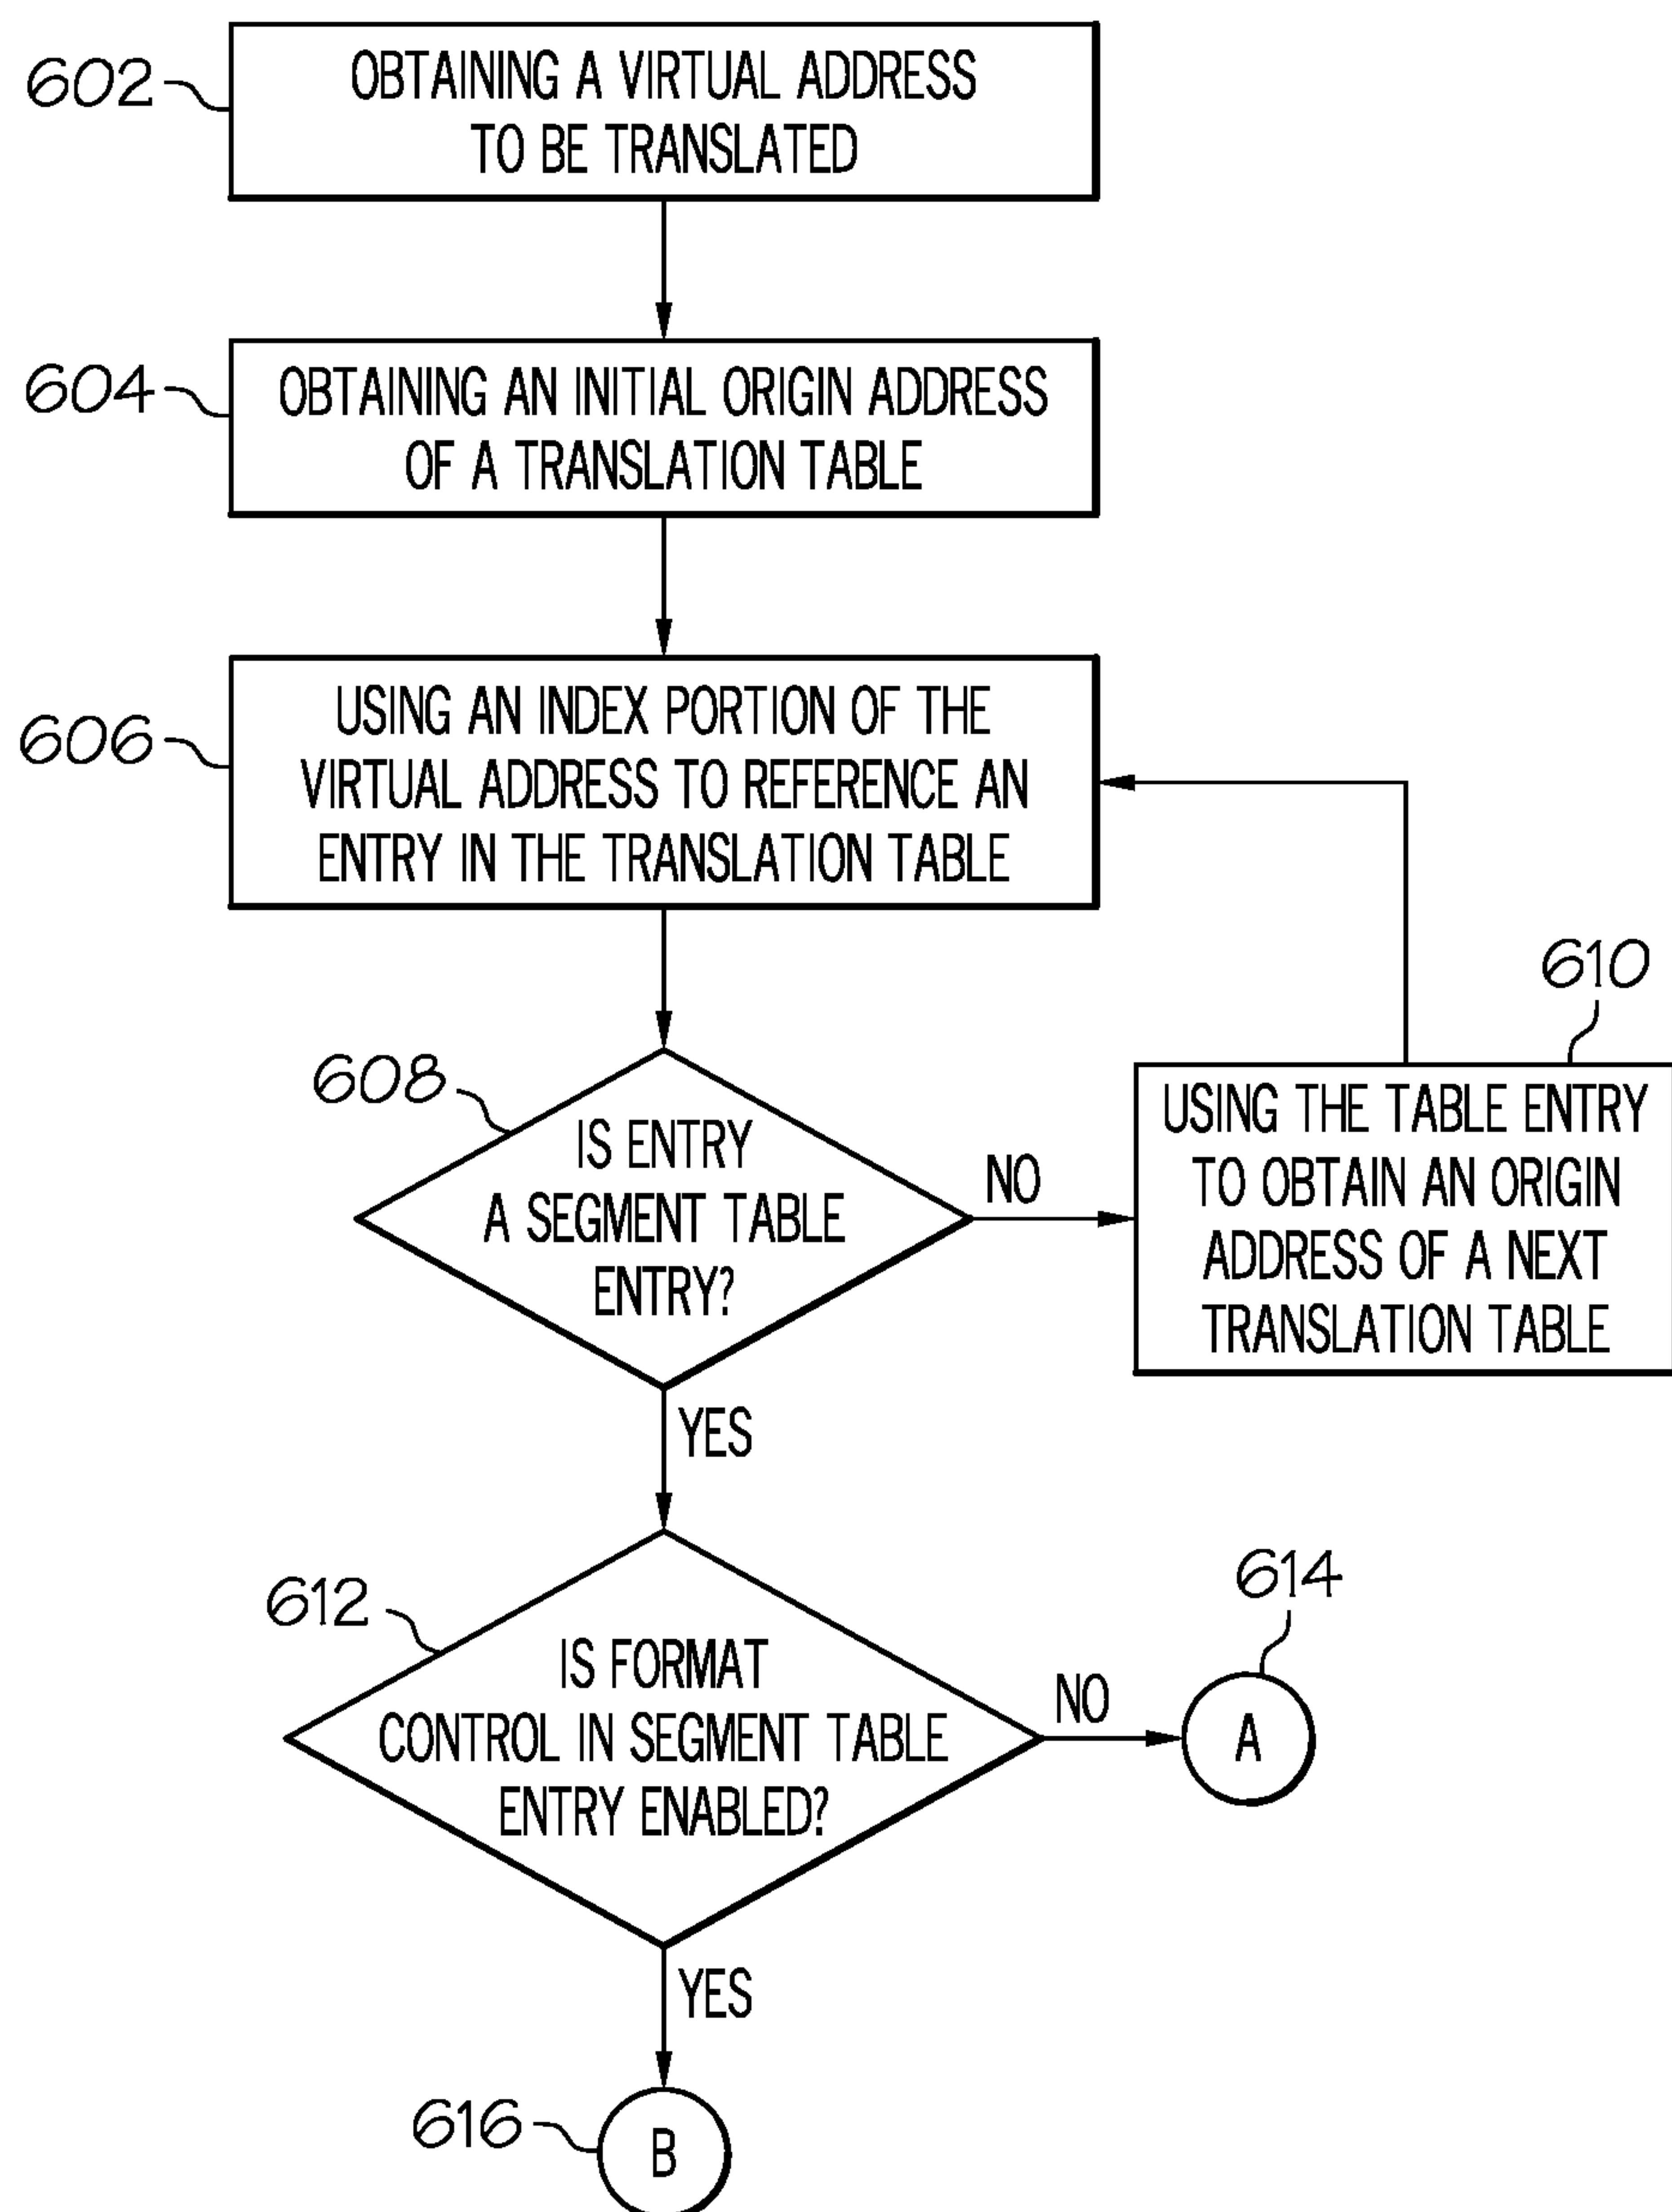 602
OBTAINING A VIRTUAL ADDRESS
TO BE TRANSLATED
604
OBTAINING AN INITIAL ORIGIN ADDRESS
OF A TRANSLATION TABLE
606
USING AN INDEX PORTION OF THE
VIRTUAL ADDRESS TO REFERENCE AN
ENTRY IN THE TRANSLATION TABLE
608
IS ENTRY
A SEGMENT TABLE
ENTRY?
NO
610
USING THE TABLE ENTRY
TO OBTAIN AN ORIGIN
ADDRESS OF A NEXT
TRANSLATION TABLE
YES
612
IS FORMAT
CONTROL IN SEGMENT TABLE
ENTRY ENABLED?
NO
614
A
YES
616
B